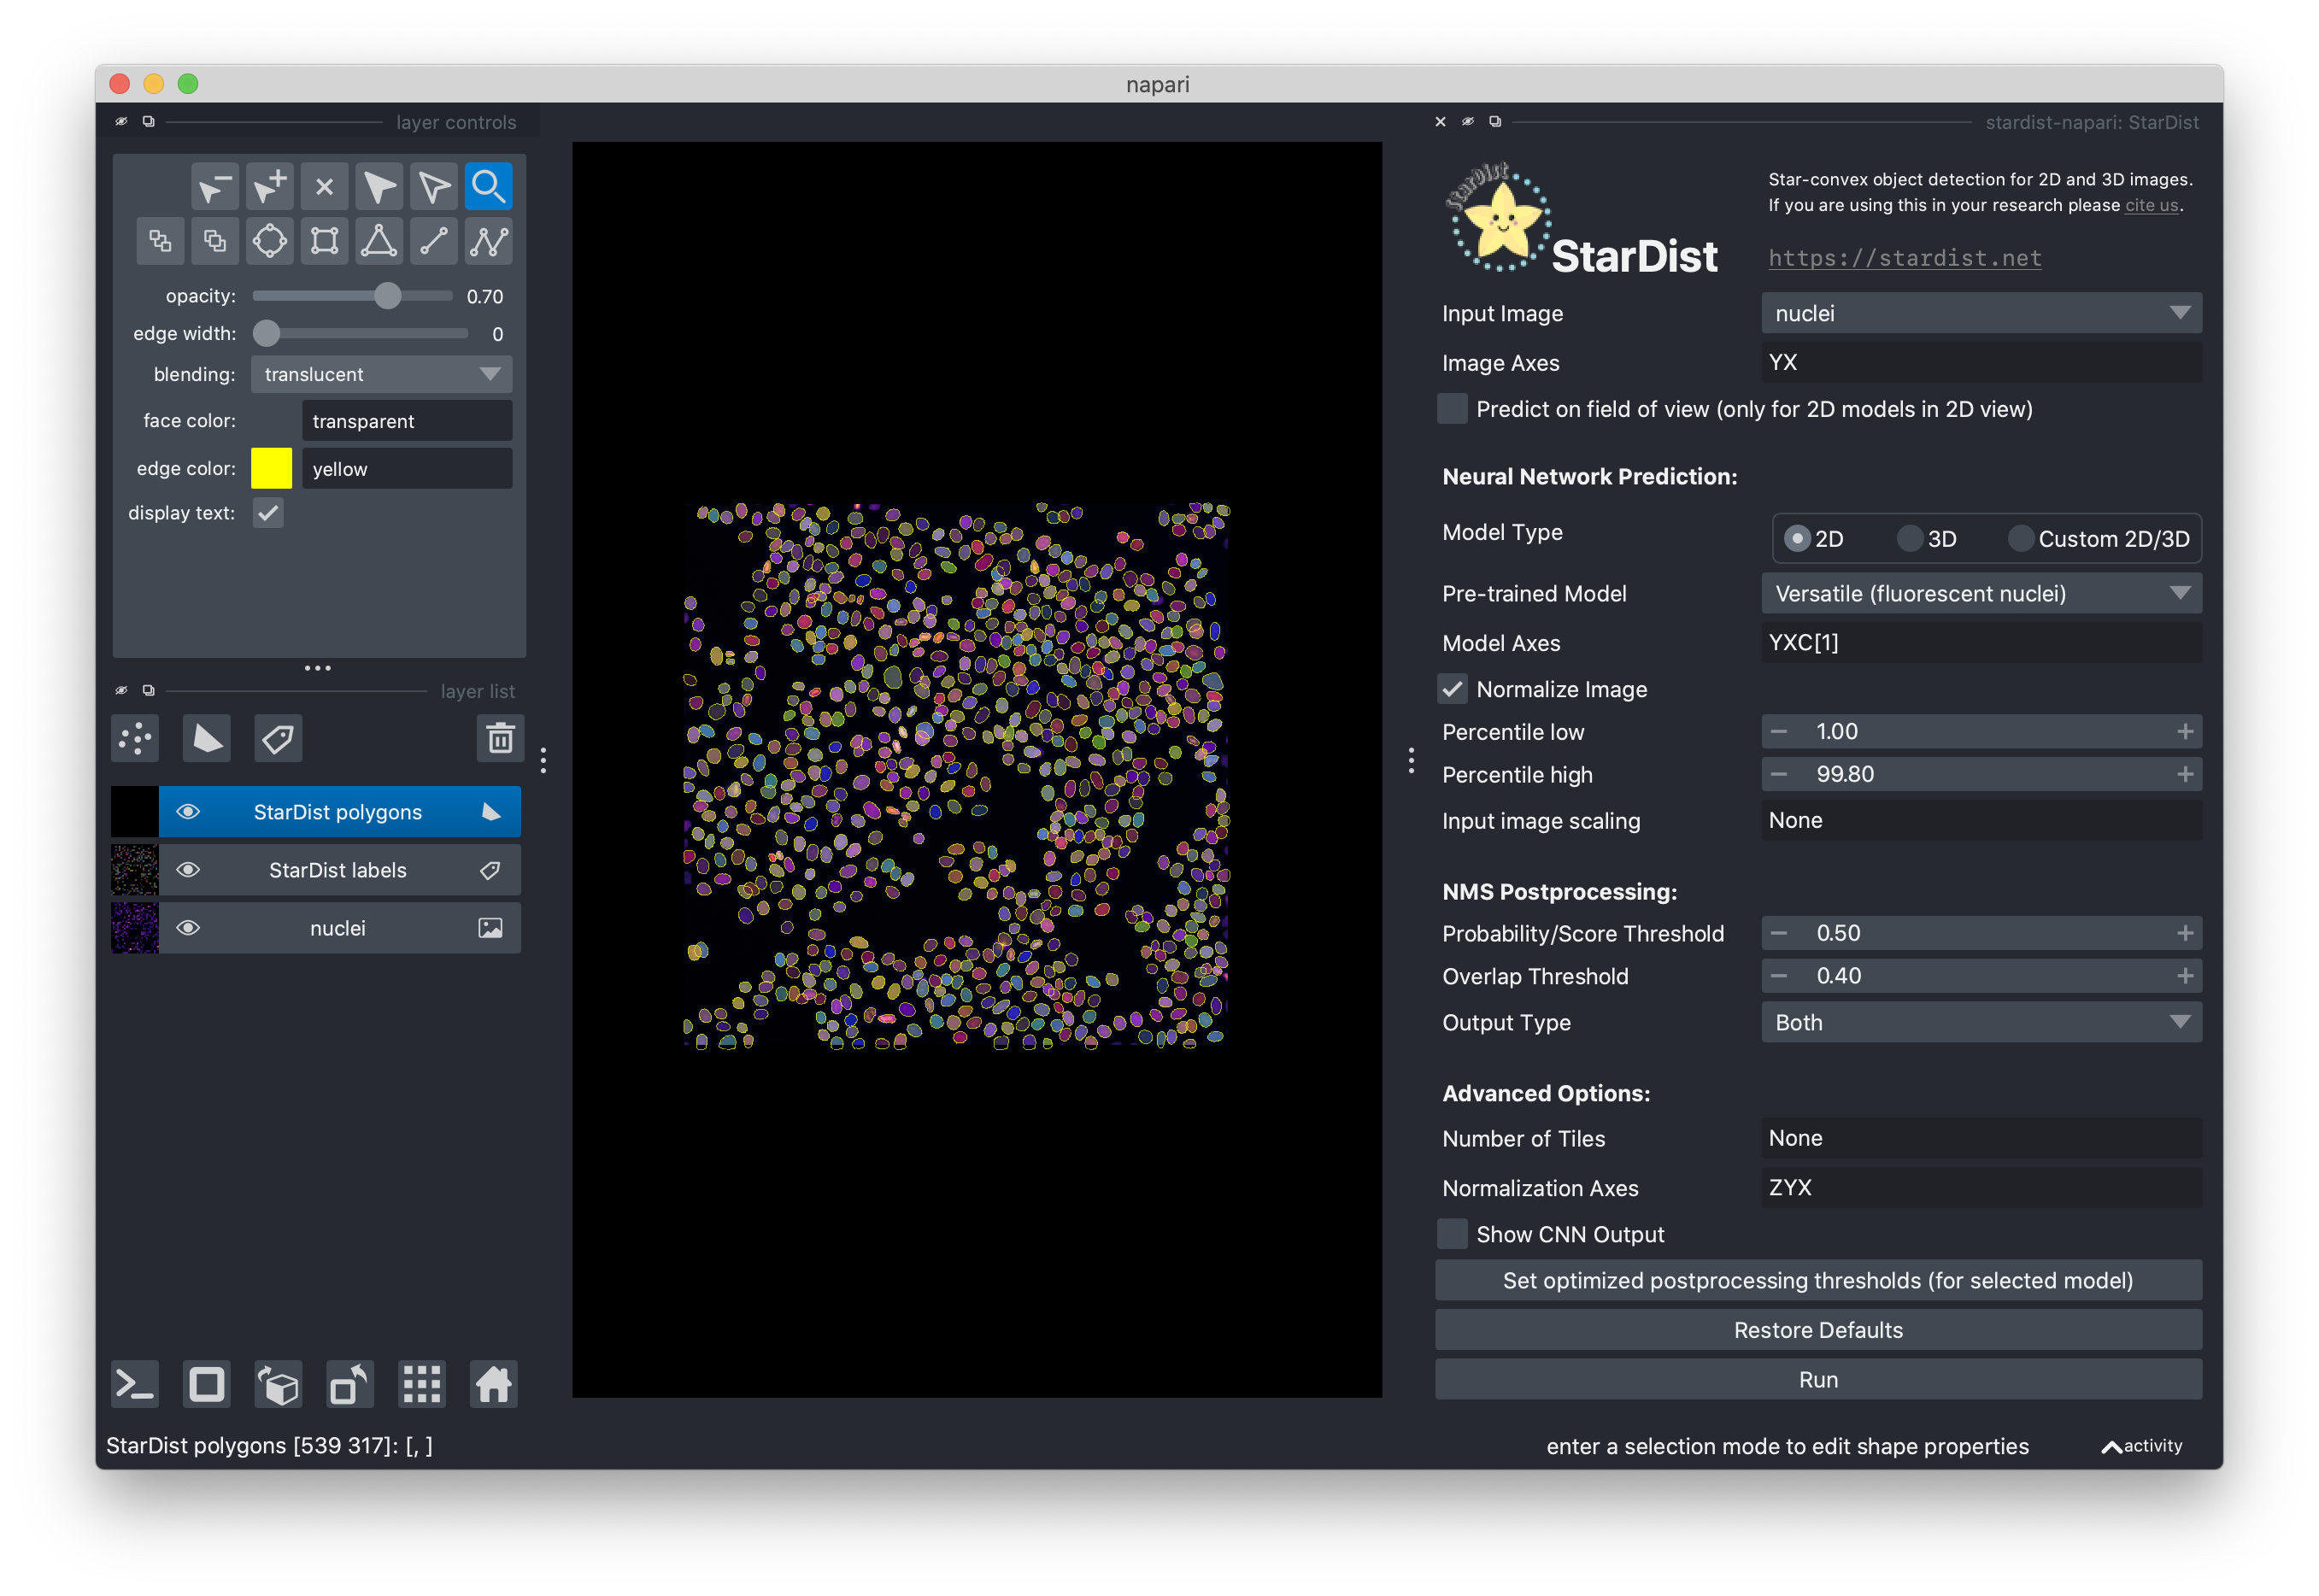 napari
layer controls
opacity: 0.70
edge width: 0
blending: translucent
face color: transparent
edge color: yellow
display text:
layer list
StarDist polygons
StarDist labels
nuclei
StarDist polygons [539 317]: [, ]
stardist-napari: StarDist
StarDist
StarDist
Star-convex object detection for 2D and 3D images.
If you are using this in your research please cite us.
https://stardist.net
Input Image nuclei
Image Axes YX
Predict on field of view (only for 2D models in 2D view)
Neural Network Prediction:
Model Type 2D 3D Custom 2D/3D
Pre-trained Model Versatile (fluorescent nuclei)
Model Axes YXC[1]
Normalize Image
Percentile low − 1.00 +
Percentile high − 99.80 +
Input image scaling None
NMS Postprocessing:
Probability/Score Threshold − 0.50 +
Overlap Threshold − 0.40 +
Output Type Both
Advanced Options:
Number of Tiles None
Normalization Axes ZYX
Show CNN Output
Set optimized postprocessing thresholds (for selected model)
Restore Defaults
Run
enter a selection mode to edit shape properties
activity